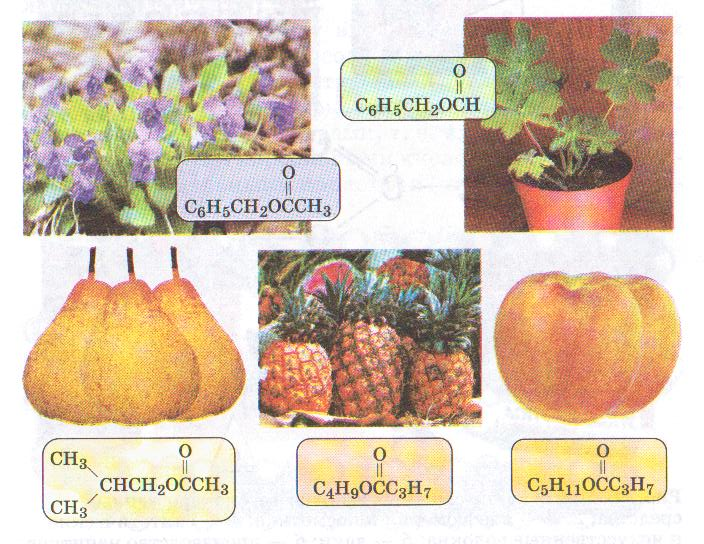 O
||
C₆H₅CH₂OCH
O
||
C₆H₅CH₂OCCH₃
CH₃
O
||
CHCH₂OCCH₃
CH₃
O
||
C₄H₉OCC₃H₇
O
||
C₅H₁₁OCC₃H₇